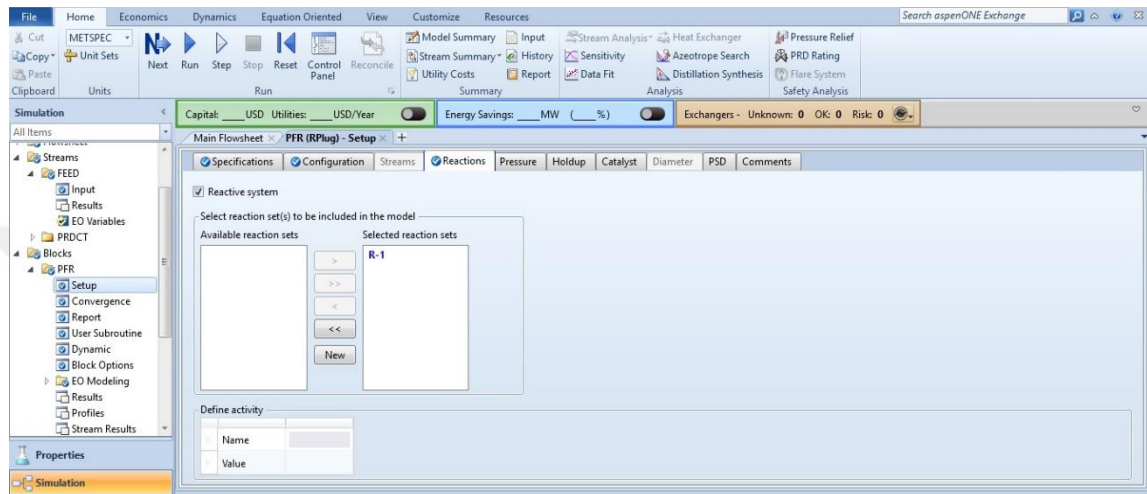 File Home Economics Dynamics Equation Oriented View Customize Resources Search aspenONE Exchange
Cut METSPEC Model Summary Input Stream Analysis Heat Exchanger Pressure Relief
Copy Unit Sets Next Run Step Stop Reset Control Panel Reconcile Stream Summary History Sensitivity Azeotrope Search PRD Rating
Paste Utility Costs Report Data Fit Distillation Synthesis Flare System
Clipboard Units Run Summary Analysis Safety Analysis
Simulation < Capital: ____USD Utilities: ____USD/Year Energy Savings: ____MW (____%) Exchangers - Unknown: 0 OK: 0 Risk: 0
All Items Main Flowsheet × PFR (RPlug) - Setup × +
Streams
FEED
Input
Results
EO Variables
PRDCT
Blocks
PFR
Setup
Convergence
Report
User Subroutine
Dynamic
Block Options
EO Modeling
Results
Profiles
Stream Results
Properties
Simulation
Specifications Configuration Streams Reactions Pressure Holdup Catalyst Diameter PSD Comments
Reactive system
Select reaction set(s) to be included in the model
Available reaction sets Selected reaction sets
R-1
>
>>
<
<<
New
Define activity
Name
Value